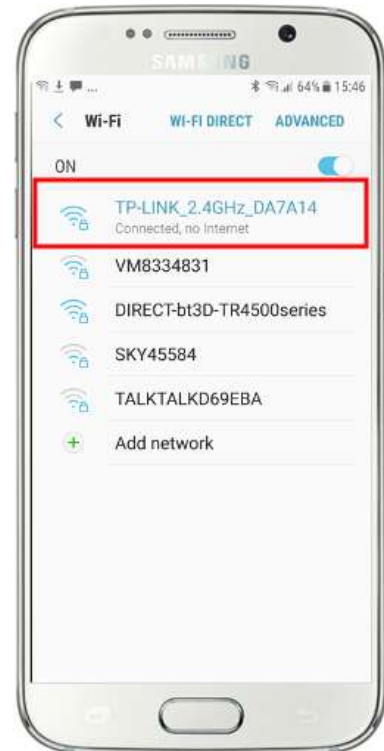 SAMSUNG
... 64% 15:46
< Wi-Fi WI-FI DIRECT ADVANCED
ON
TP-LINK_2.4GHz_DA7A14
Connected, no Internet
VM8334831
DIRECT-bt3D-TR4500series
SKY45584
TALKTALKD69EBA
+ Add network